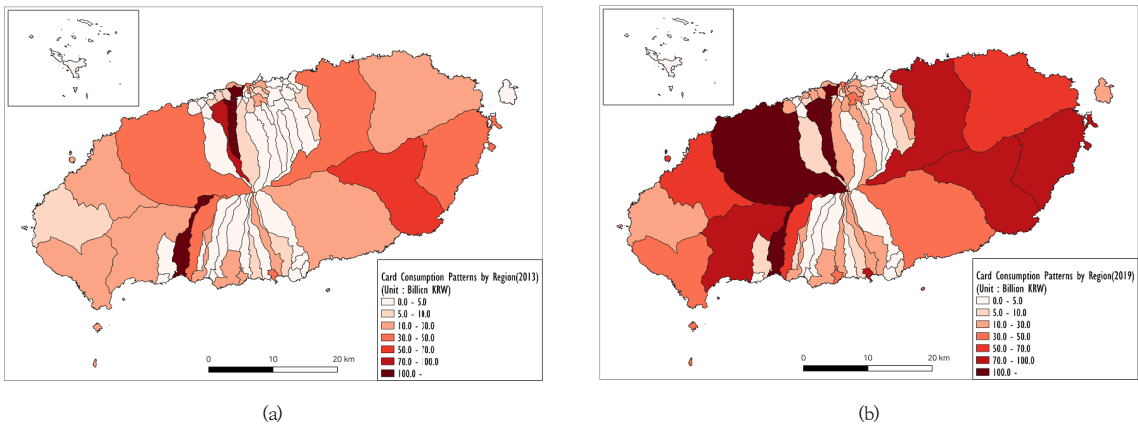 Card Consumption Patterns by Region(2013)
(Unit : Billion KRW)
0.0 - 5.0
5.0 - 10.0
10.0 - 30.0
30.0 - 50.0
50.0 - 70.0
70.0 - 100.0
100.0 -
0 10 20 km
(a)
Card Consumption Patterns by Region(2019)
(Unit : Billion KRW)
0.0 - 5.0
5.0 - 10.0
10.0 - 30.0
30.0 - 50.0
50.0 - 70.0
70.0 - 100.0
100.0 -
0 10 20 km
(b)